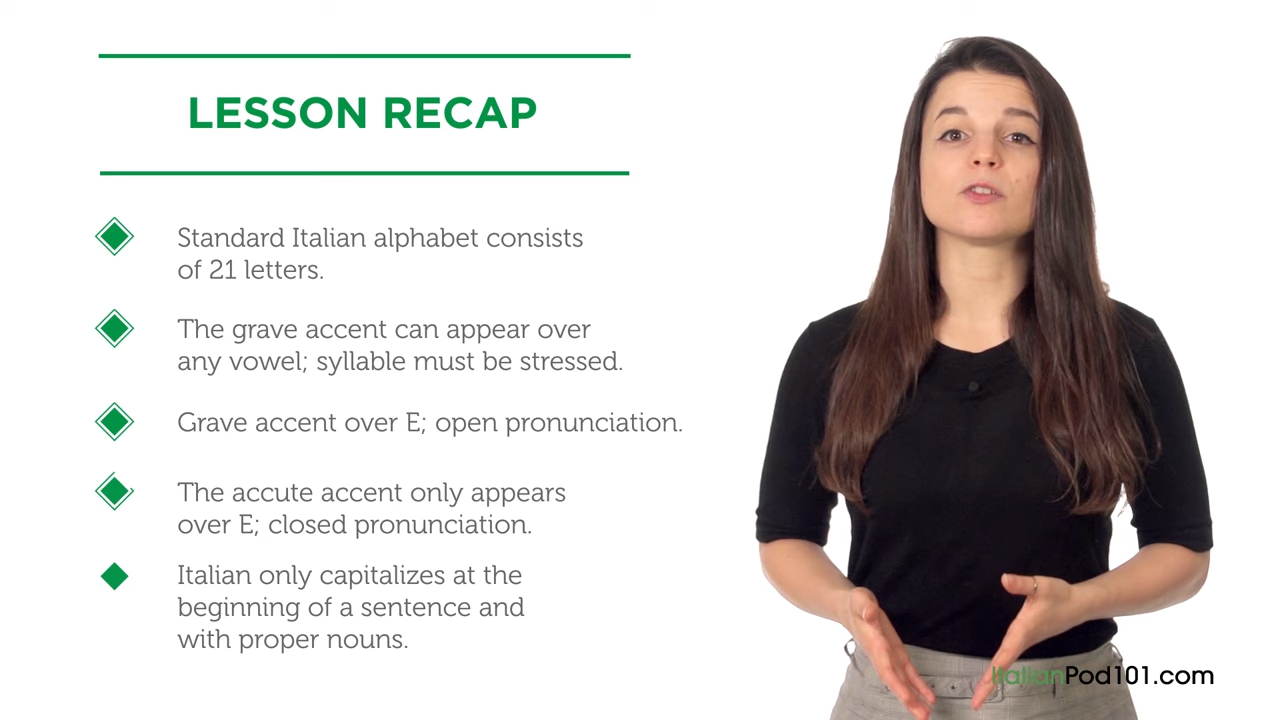 LESSON RECAP
Standard Italian alphabet consists
of 21 letters.
The grave accent can appear over
any vowel; syllable must be stressed.
Grave accent over E; open pronunciation.
The accute accent only appears
over E; closed pronunciation.
Italian only capitalizes at the
beginning of a sentence and
with proper nouns.
ItalianPod101.com